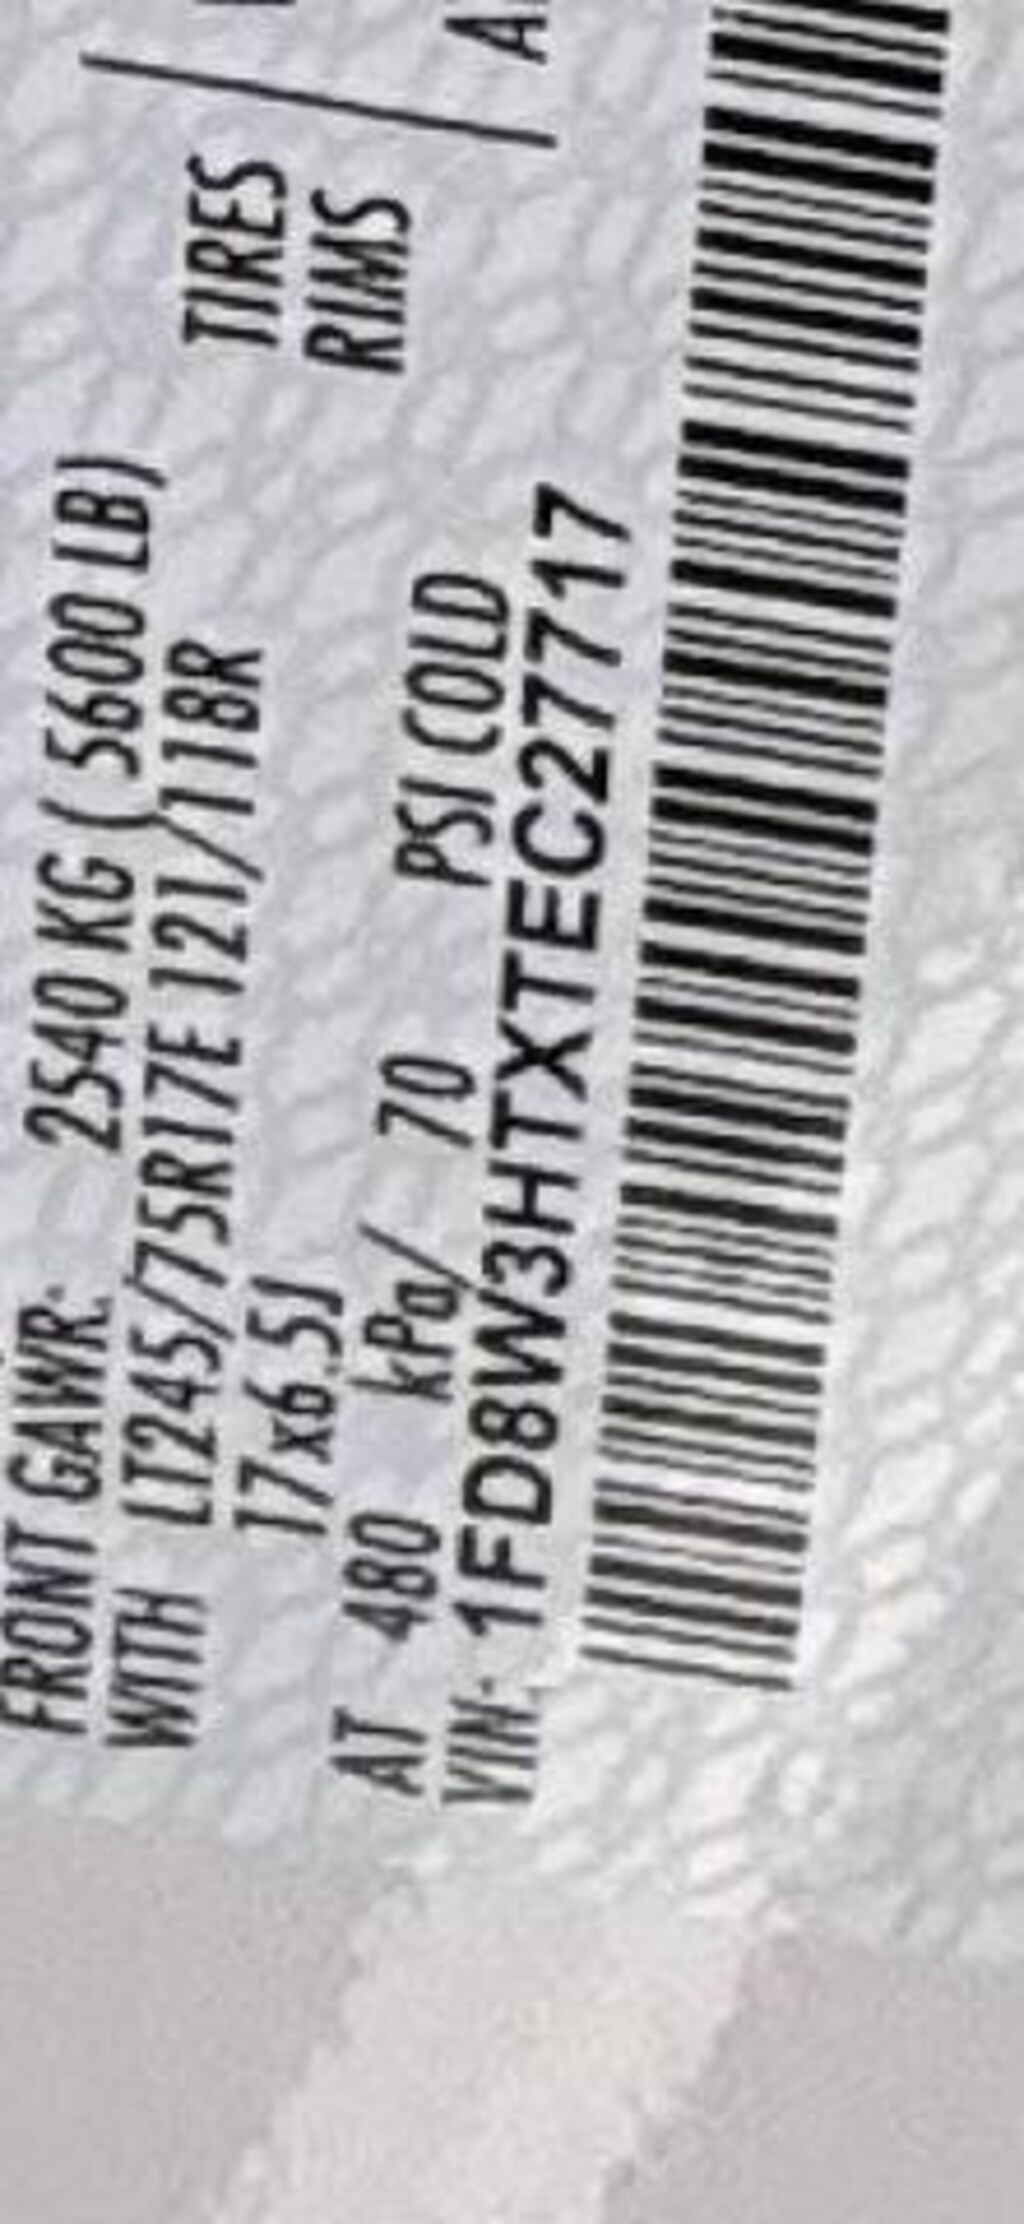 FRONT GAWR: 2540 KG ( 5600 LB)
WITH LT245/75R17E 121/118R TIRES
17x6.5J RIMS
AT 480 kPa/ 70 PSI COLD
VIN: 1FD8W3HTXTEC27717